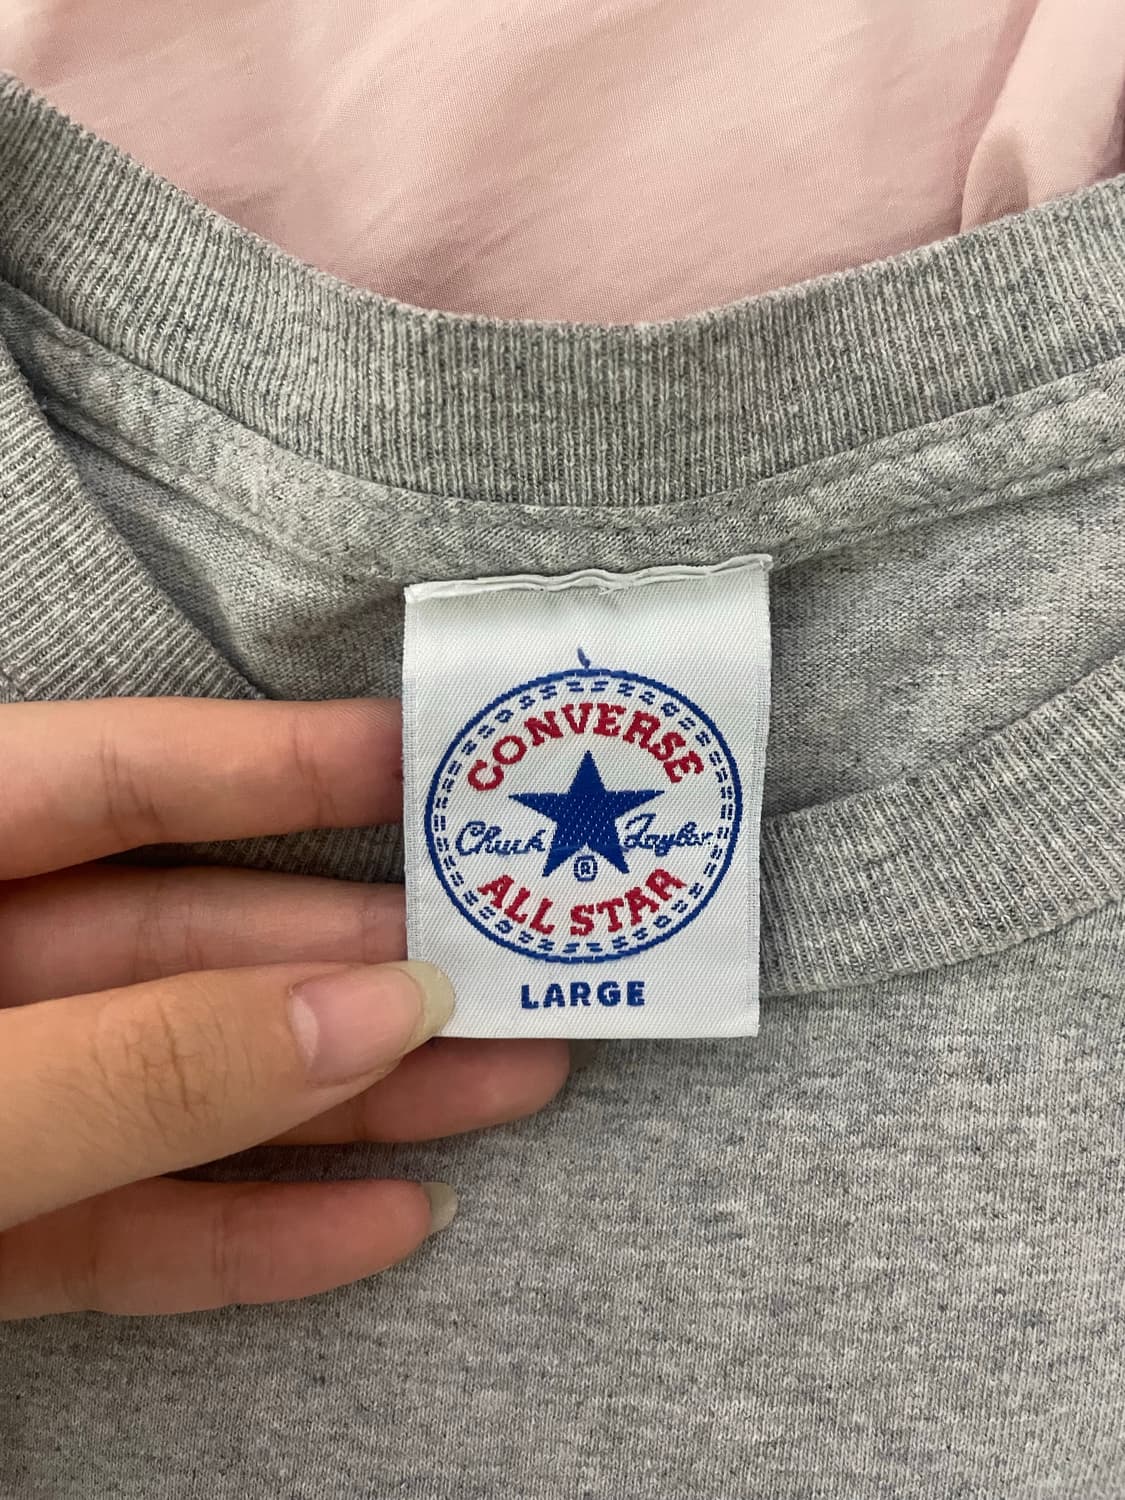 CONVERSE
Chuck Taylor
®
ALL STAR
LARGE